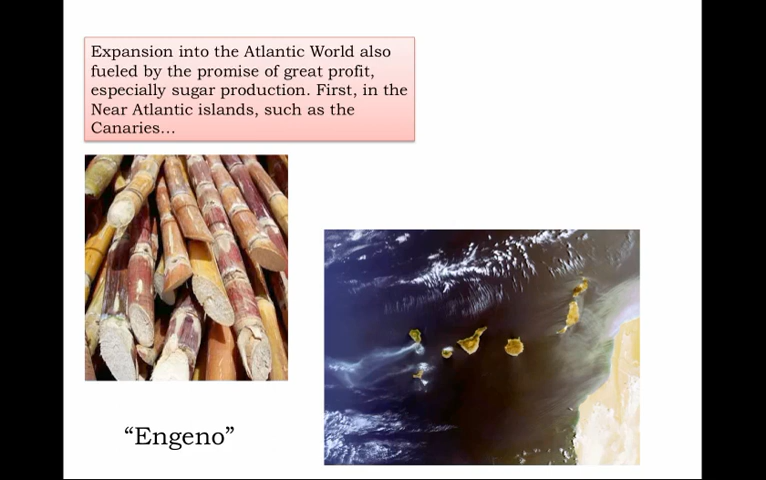 Expansion into the Atlantic World also
fueled by the promise of great profit,
especially sugar production. First, in the
Near Atlantic islands, such as the
Canaries…
“Engeno”